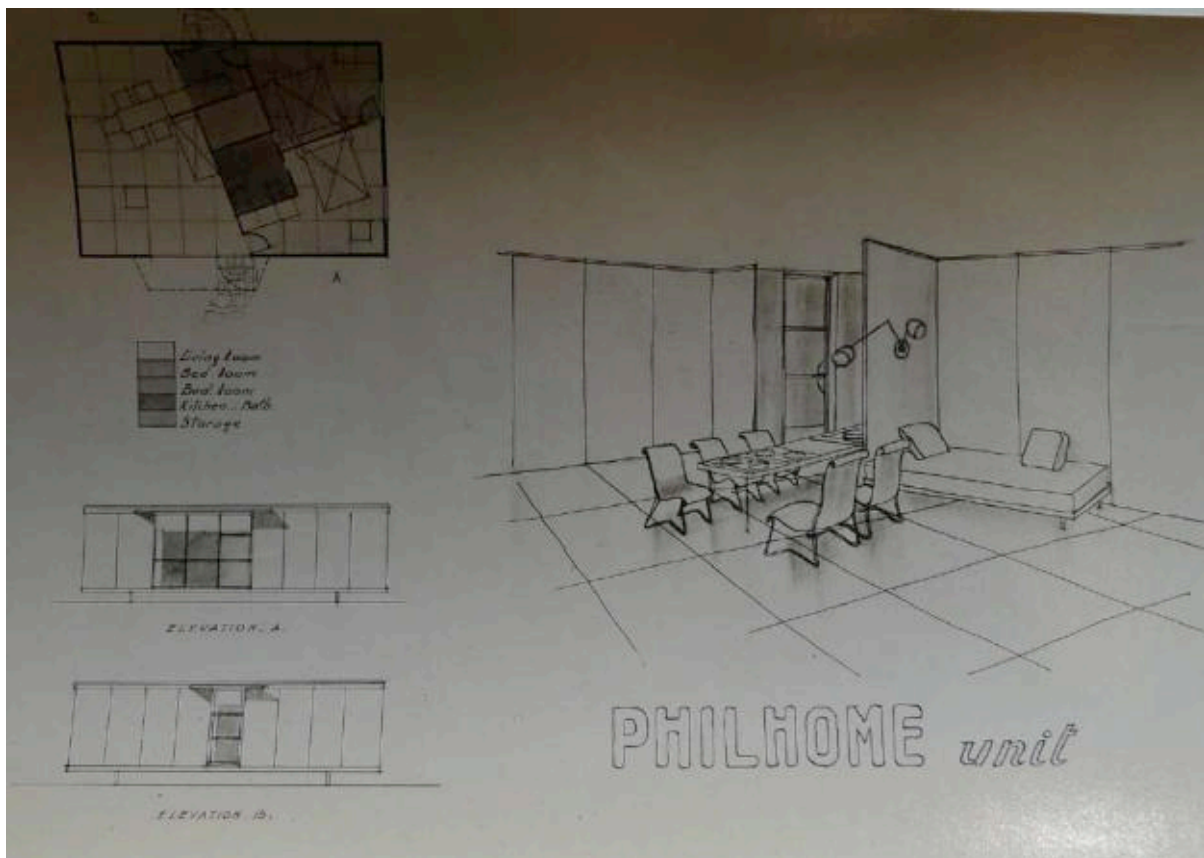 A
Living Room
Bed. Room
Bed. Room
Kitchen. Bath.
Storage
ELEVATION. A.
ELEVATION. B.
PHILHOME unit